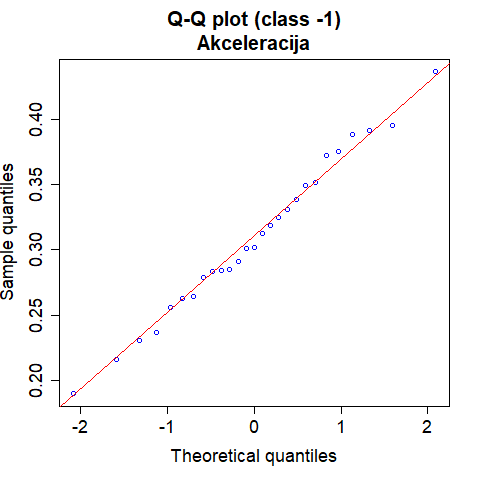 Q-Q plot (class -1)
Akceleracija
Sample quantiles
0.40
0.35
0.30
0.25
0.20
-2 -1 0 1 2
Theoretical quantiles